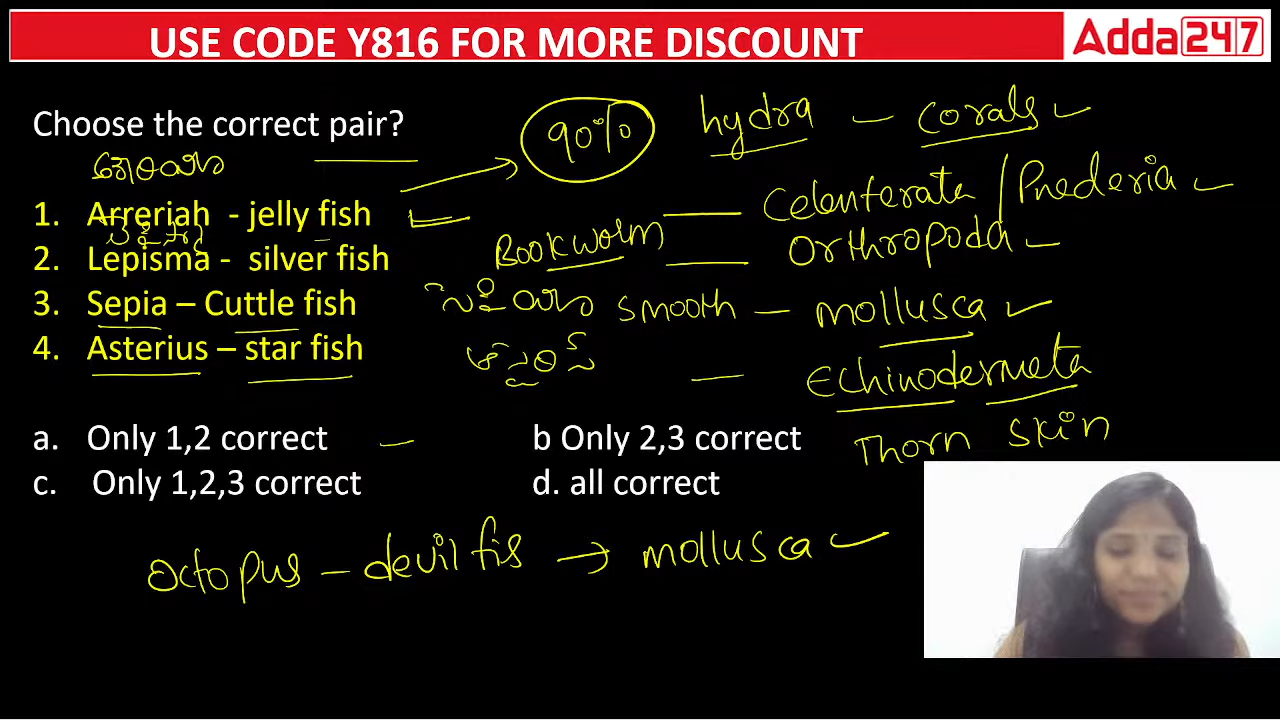 USE CODE Y816 FOR MORE DISCOUNT
Adda247
Choose the correct pair?
90%
hydra - corals
1. Arreriah - jelly fish
Celenterata / Pnederia
2. Lepisma - silver fish
Bookworm - Orthropoda
3. Sepia – Cuttle fish
smooth - mollusca
4. Asterius – star fish
- Echinodermeta
Thorn skin
a. Only 1,2 correct
b Only 2,3 correct
c. Only 1,2,3 correct
d. all correct
octopus - devil fis → mollusca